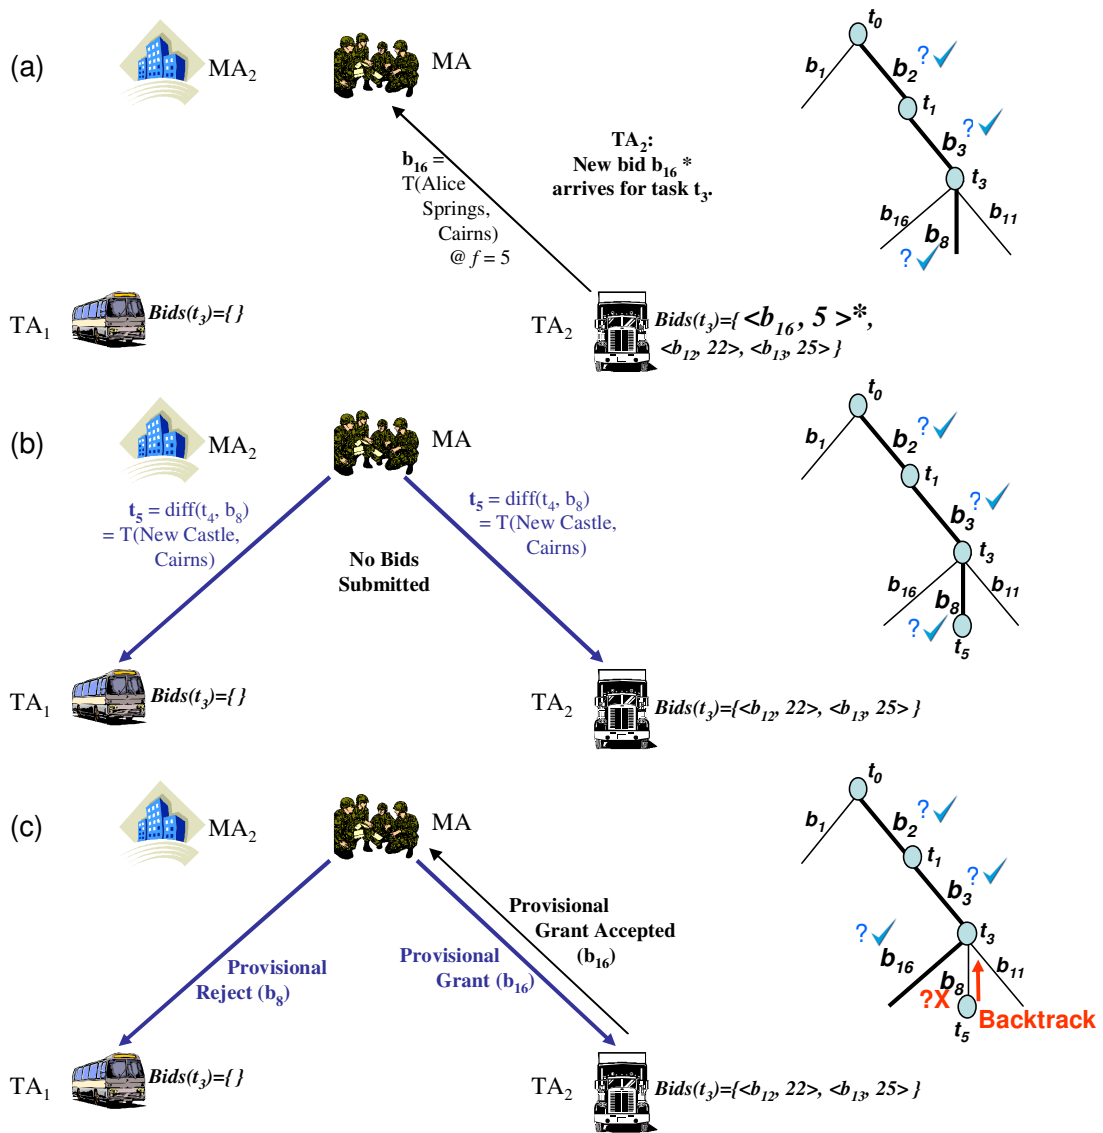 (a)
MA₂
MA
b₁₆ =
T(Alice
Springs,
Cairns)
@ f = 5
TA₂:
New bid b₁₆ *
arrives for task t₃.
TA₁
Bids(t₃)={ }
TA₂
Bids(t₃)={ <b₁₆, 5 >*,
<b₁₂, 22>, <b₁₃, 25> }
t₀
b₁
b₂
?
t₁
b₃
?
t₃
b₁₆
b₈
b₁₁
?
(b)
MA₂
MA
t₅ = diff(t₄, b₈)
= T(New Castle,
Cairns)
No Bids
Submitted
t₅ = diff(t₄, b₈)
= T(New Castle,
Cairns)
TA₁
Bids(t₃)={ }
TA₂
Bids(t₃)={<b₁₂, 22>, <b₁₃, 25> }
t₀
b₁
b₂
?
t₁
b₃
?
t₃
b₁₆
b₈
b₁₁
?
t₅
(c)
MA₂
MA
Provisional
Reject (b₈)
Provisional
Grant (b₁₆)
Provisional
Grant Accepted
(b₁₆)
TA₁
Bids(t₃)={ }
TA₂
Bids(t₃)={<b₁₂, 22>, <b₁₃, 25> }
t₀
b₁
b₂
?
t₁
b₃
?
t₃
?
b₁₆
b₈
b₁₁
?X
t₅
Backtrack